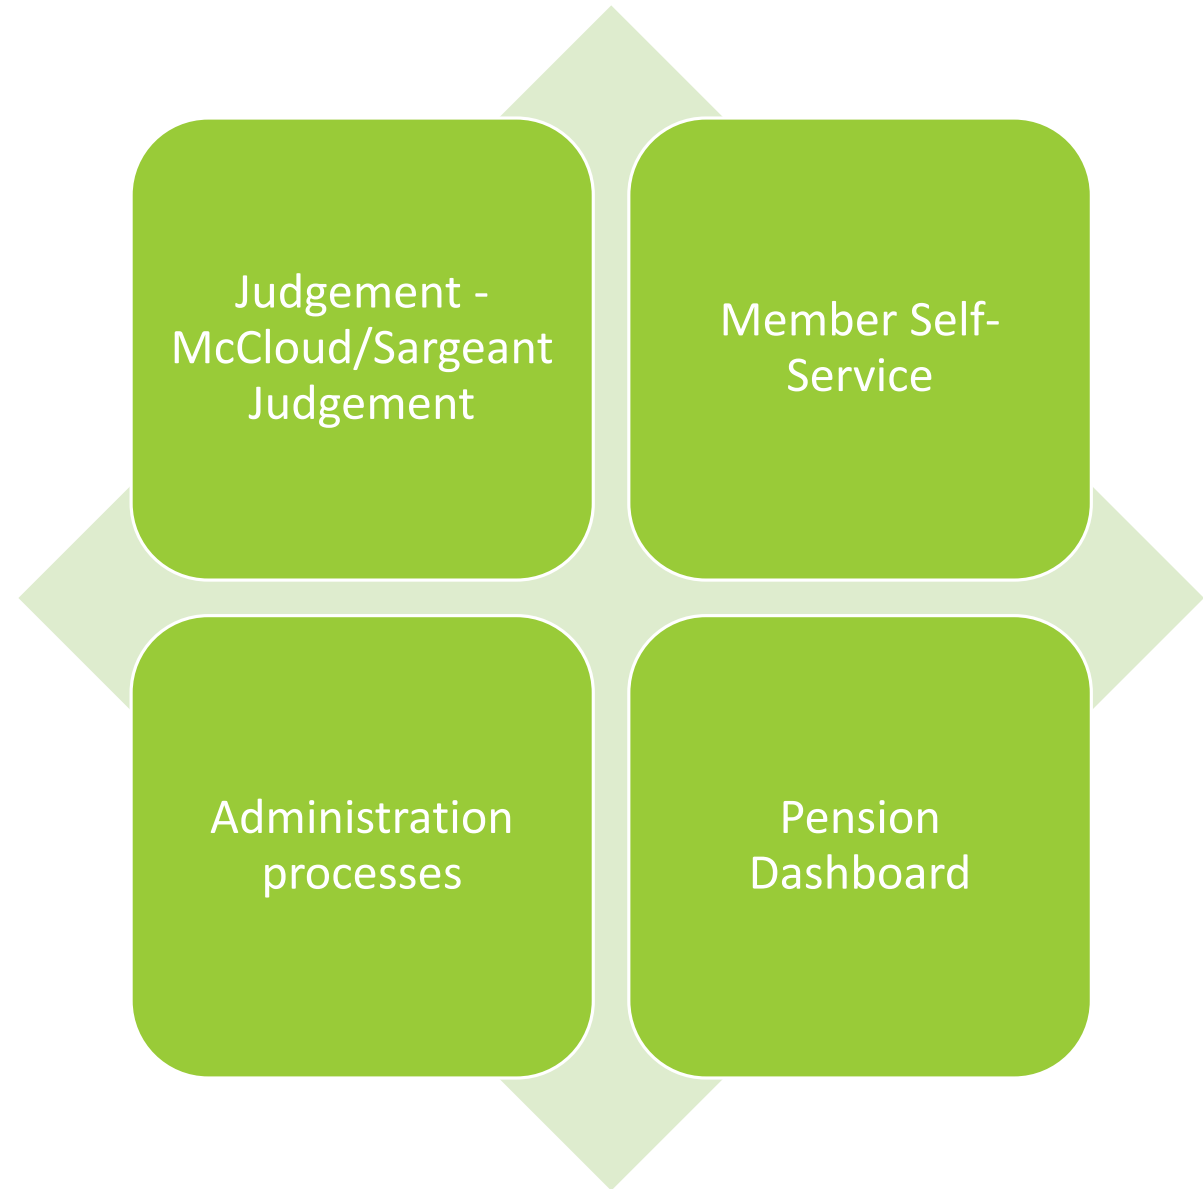 Judgement -
McCloud/Sargeant
Judgement
Member Self-
Service
Administration
processes
Pension
Dashboard